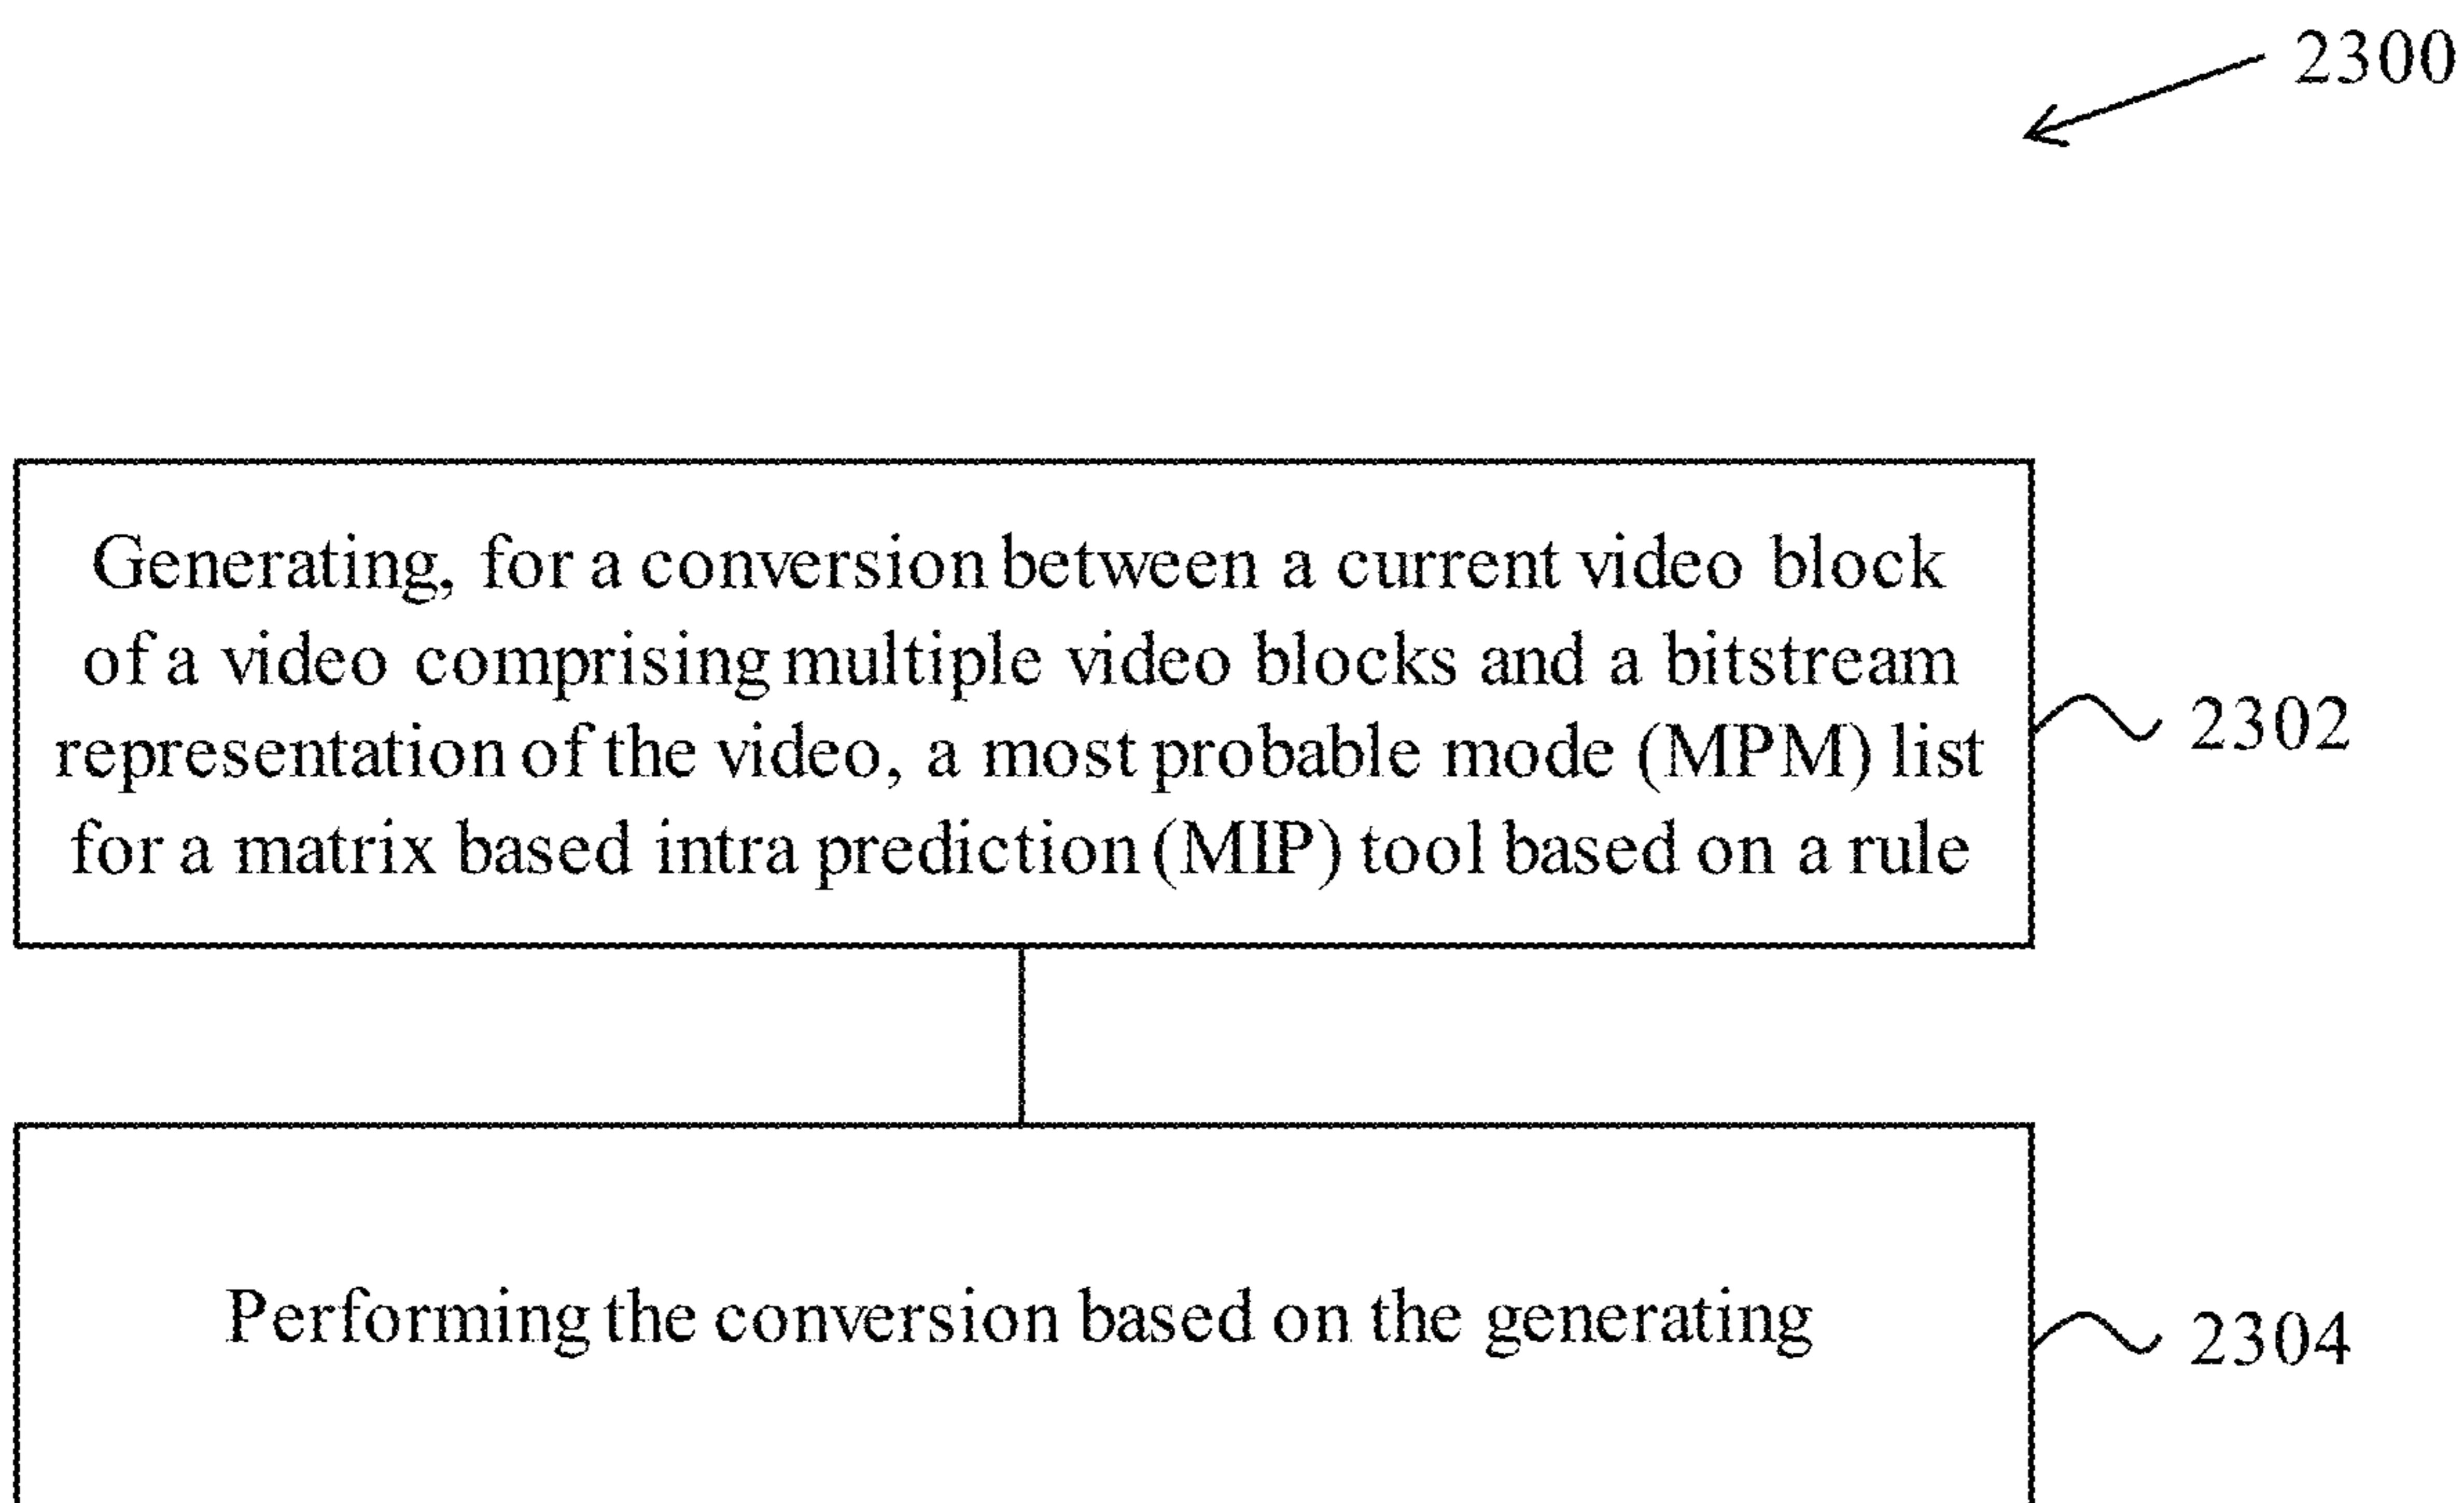 2300
Generating, for a conversion between a current video block
of a video comprising multiple video blocks and a bitstream
representation of the video, a most probable mode (MPM) list
for a matrix based intra prediction (MIP) tool based on a rule
2302
Performing the conversion based on the generating
2304